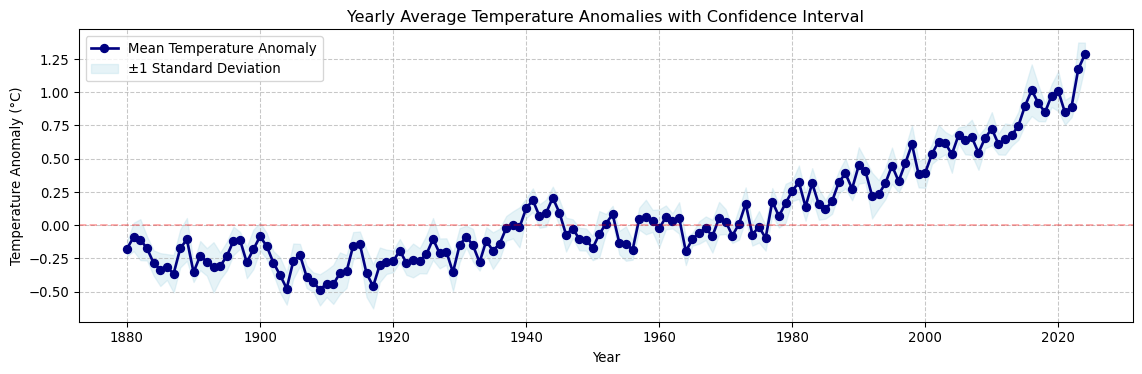 Yearly Average Temperature Anomalies with Confidence Interval
Mean Temperature Anomaly
±1 Standard Deviation
Temperature Anomaly (°C)
1.25
1.00
0.75
0.50
0.25
0.00
−0.25
−0.50
1880 1900 1920 1940 1960 1980 2000 2020
Year